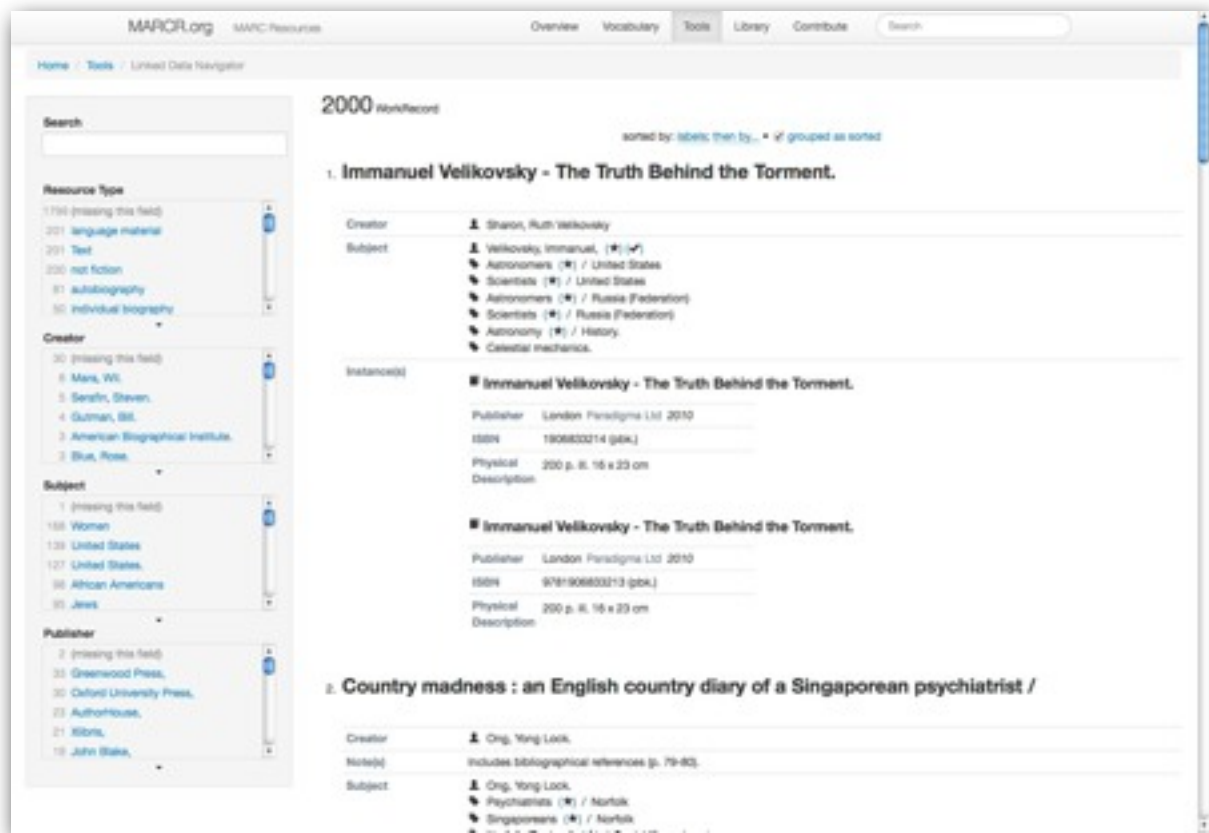 MARCR.org MARC Resources Overview Vocabulary Tools Library Contribute Search
Home / Tools / Linked Data Navigator
2000 WorkRecord
sorted by: labels; then by... • grouped as sorted
Search
Resource Type
1799 (missing this field)
201 language material
201 Text
200 not fiction
81 autobiography
50 individual biography
Creator
30 (missing this field)
6 Mara, Wil.
5 Serafin, Steven.
4 Gutman, Bill.
3 American Biographical Institute.
3 Blue, Rose.
Subject
1 (missing this field)
168 Women
139 United States
127 United States.
98 African Americans
95 Jews
Publisher
2 (missing this field)
33 Greenwood Press,
30 Oxford University Press,
23 AuthorHouse,
21 Xlibris,
19 John Blake,
1. Immanuel Velikovsky - The Truth Behind the Torment.
Creator Sharon, Ruth Velikovsky
Subject Velikovsky, Immanuel, (★) (✔)
Astronomers (★) / United States
Scientists (★) / United States
Astronomers (★) / Russia (Federation)
Scientists (★) / Russia (Federation)
Astronomy (★) / History.
Celestial mechanics.
Instance(s)
Immanuel Velikovsky - The Truth Behind the Torment.
Publisher London Paradigma Ltd 2010
ISBN 1906833214 (pbk.)
Physical Description 200 p. ill. 16 x 23 cm
Immanuel Velikovsky - The Truth Behind the Torment.
Publisher London Paradigma Ltd 2010
ISBN 9781906833213 (pbk.)
Physical Description 200 p. ill. 16 x 23 cm
2. Country madness : an English country diary of a Singaporean psychiatrist /
Creator Ong, Yong Lock.
Note(s) Includes bibliographical references (p. 79-80).
Subject Ong, Yong Lock.
Psychiatrists (★) / Norfolk
Singaporeans (★) / Norfolk